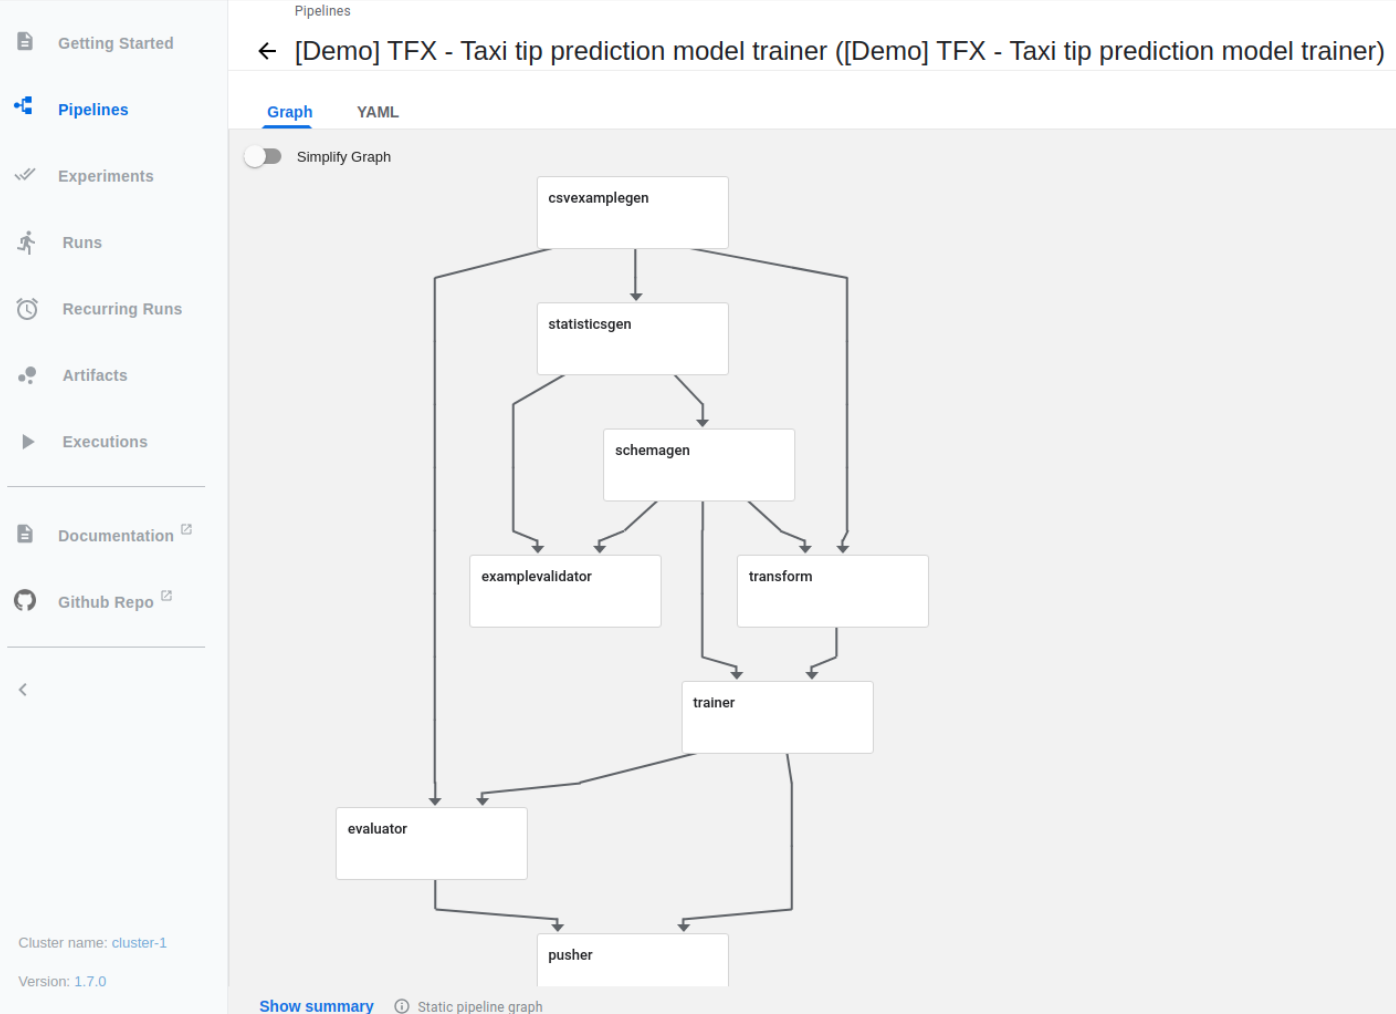 Getting Started
Pipelines
Experiments
Runs
Recurring Runs
Artifacts
Executions
Documentation
Github Repo
Cluster name: cluster-1
Version: 1.7.0
Pipelines
[Demo] TFX - Taxi tip prediction model trainer ([Demo] TFX - Taxi tip prediction model trainer)
Graph YAML
Simplify Graph
csvexamplegen
statisticsgen
schemagen
examplevalidator transform
trainer
evaluator
pusher
Show summary Static pipeline graph